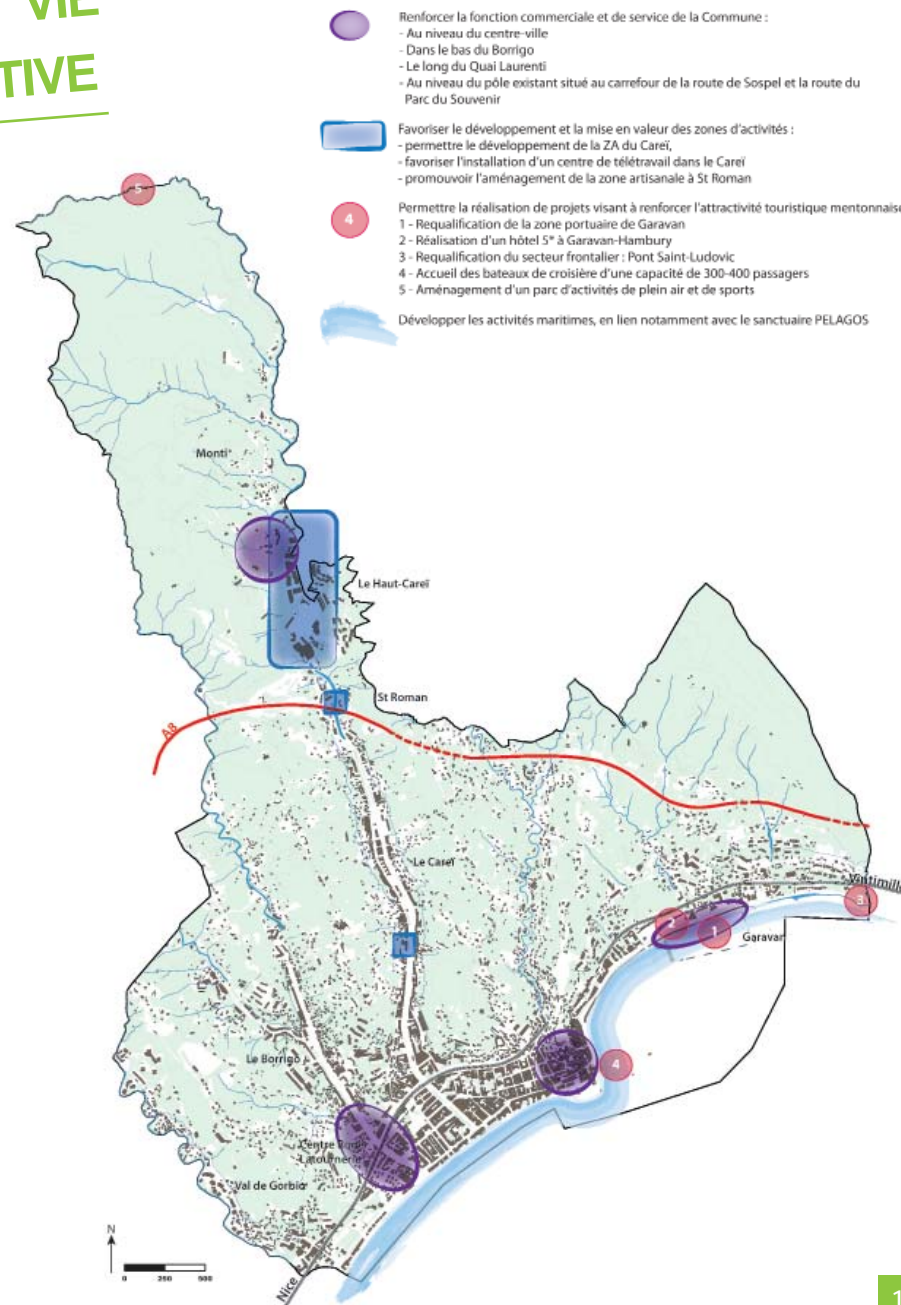 VIE
TIVE
Renforcer la fonction commerciale et de service de la Commune :
- Au niveau du centre-ville
- Dans le bas du Borrigo
- Le long du Quai Laurenti
- Au niveau du pôle existant situé au carrefour de la route de Sospel et la route du
Parc du Souvenir
Favoriser le développement et la mise en valeur des zones d'activités :
- permettre le développement de la ZA du Careï,
- favoriser l'installation d'un centre de télétravail dans le Careï
- promouvoir l'aménagement de la zone artisanale à St Roman
4
Permettre la réalisation de projets visant à renforcer l'attractivité touristique mentonnaise
1 - Requalification de la zone portuaire de Garavan
2 - Réalisation d'un hôtel 5* à Garavan-Hambury
3 - Requalification du secteur frontalier : Pont Saint-Ludovic
4 - Accueil des bateaux de croisière d'une capacité de 300-400 passagers
5 - Aménagement d'un parc d'activités de plein air et de sports
Développer les activités maritimes, en lien notamment avec le sanctuaire PELAGOS
5
Monti
Le Haut-Careï
St Roman
A8
Le Careï
Vintimille
3
2
1
Garavan
4
Le Borrigo
Centre
Latournerie
Val de Gorbio
N
0 250 500
Nice
1